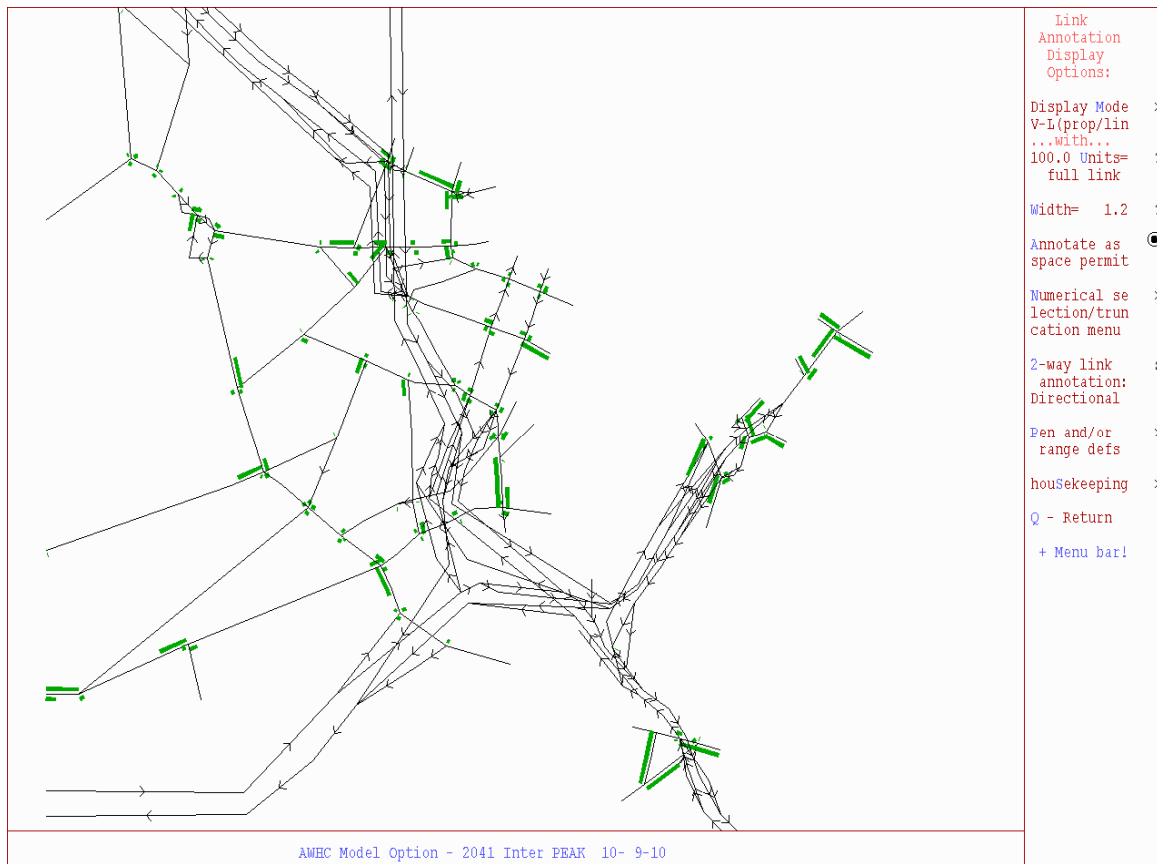 Link
Annotation
Display
Options:
Display Mode
V-L(prop/lin
...with...
100.0 Units=
full link
Width= 1.2
Annotate as
space permit
Numerical se
lection/trun
cation menu
2-way link
annotation:
Directional
Pen and/or
range defs
houSekeeping
Q - Return
+ Menu bar!
AWHC Model Option - 2041 Inter PEAK 10- 9-10